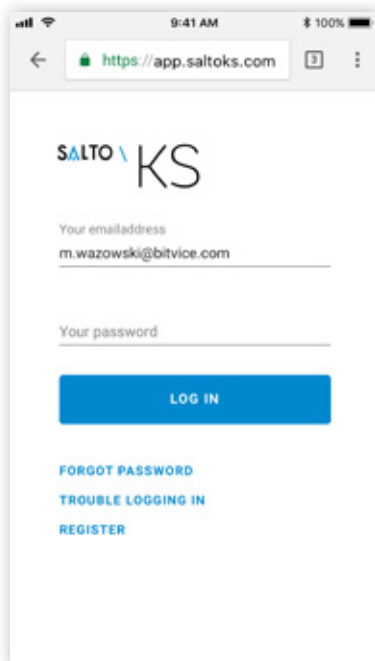 9:41 AM
100%
https://app.saltoks.com
3
SALTO \ KS
Your emailaddress
m.wazowski@bitvice.com
Your password
LOG IN
FORGOT PASSWORD
TROUBLE LOGGING IN
REGISTER